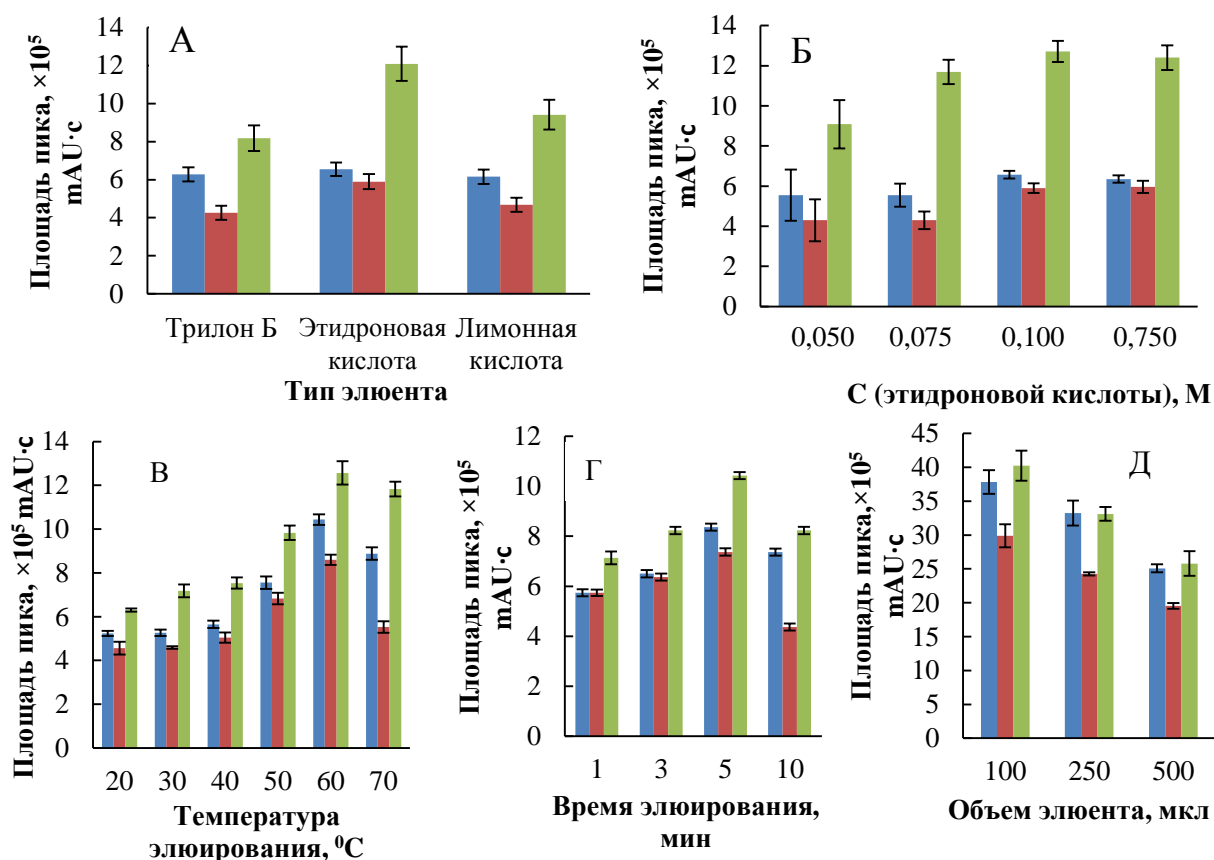 А
Площадь пика, ×10⁵
mAU·с
14
12
10
8
6
4
2
0
Трилон Б
Этидроновая
кислота
Лимонная
кислота
Тип элюента
Б
Площадь пика, ×10⁵
mAU·с
14
12
10
8
6
4
2
0
0,050
0,075
0,100
0,750
С (этидроновой кислоты), М
В
Площадь пика, ×10⁵ mAU·с
14
12
10
8
6
4
2
0
20
30
40
50
60
70
Температура
элюирования, ⁰С
Г
Площадь пика, ×10⁵
mAU·с
12
10
8
6
4
2
0
1
3
5
10
Время элюирования,
мин
Д
Площадь пика,×10⁵
mAU·с
45
40
35
30
25
20
15
10
5
0
100
250
500
Объем элюента, мкл